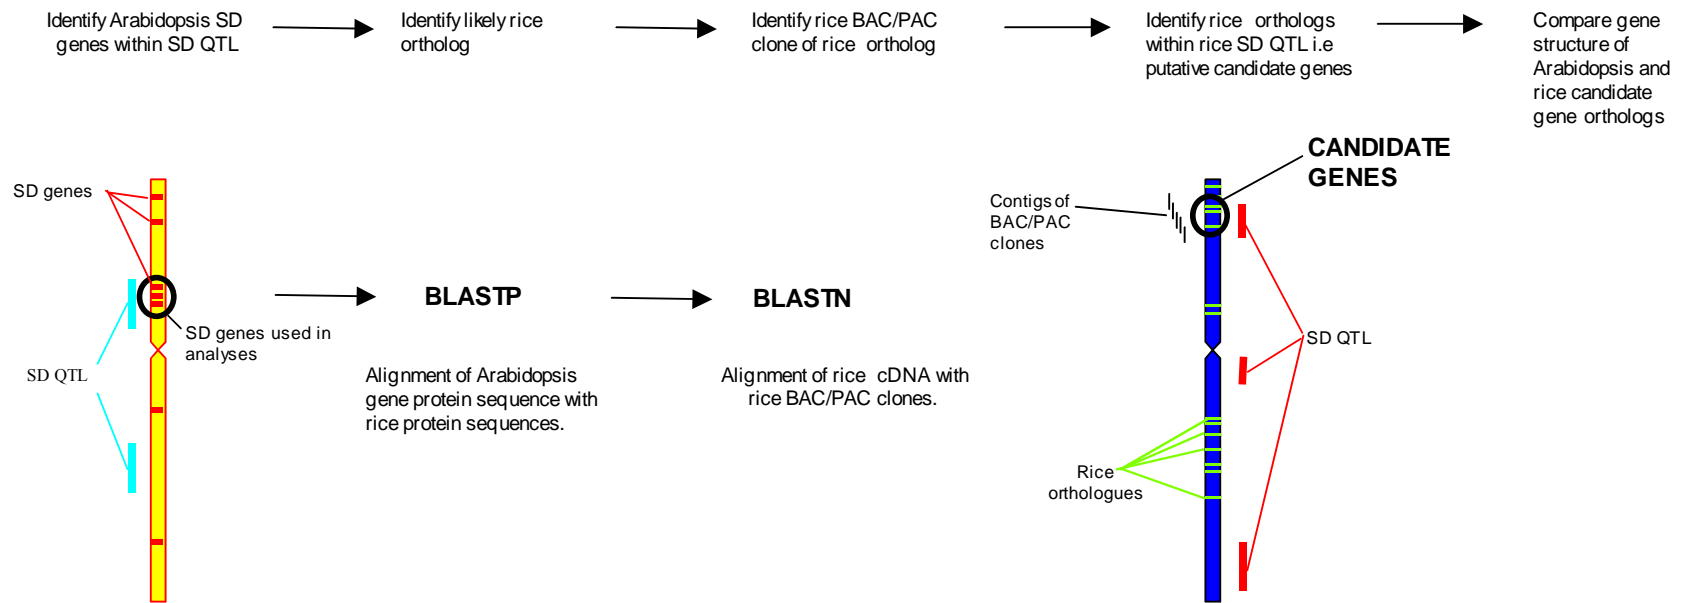 Identify Arabidopsis SD
genes within SD QTL
Identify likely rice
ortholog
Identify rice BAC/PAC
clone of rice ortholog
Identify rice orthologs
within rice SD QTL i.e
putative candidate genes
Compare gene
structure of
Arabidopsis and
rice candidate
gene orthologs
SD genes
SD genes used in
analyses
SD QTL
BLASTP
Alignment of Arabidopsis
gene protein sequence with
rice protein sequences.
BLASTN
Alignment of rice cDNA with
rice BAC/PAC clones.
CANDIDATE
GENES
Contigs of
BAC/PAC
clones
SD QTL
Rice
orthologues